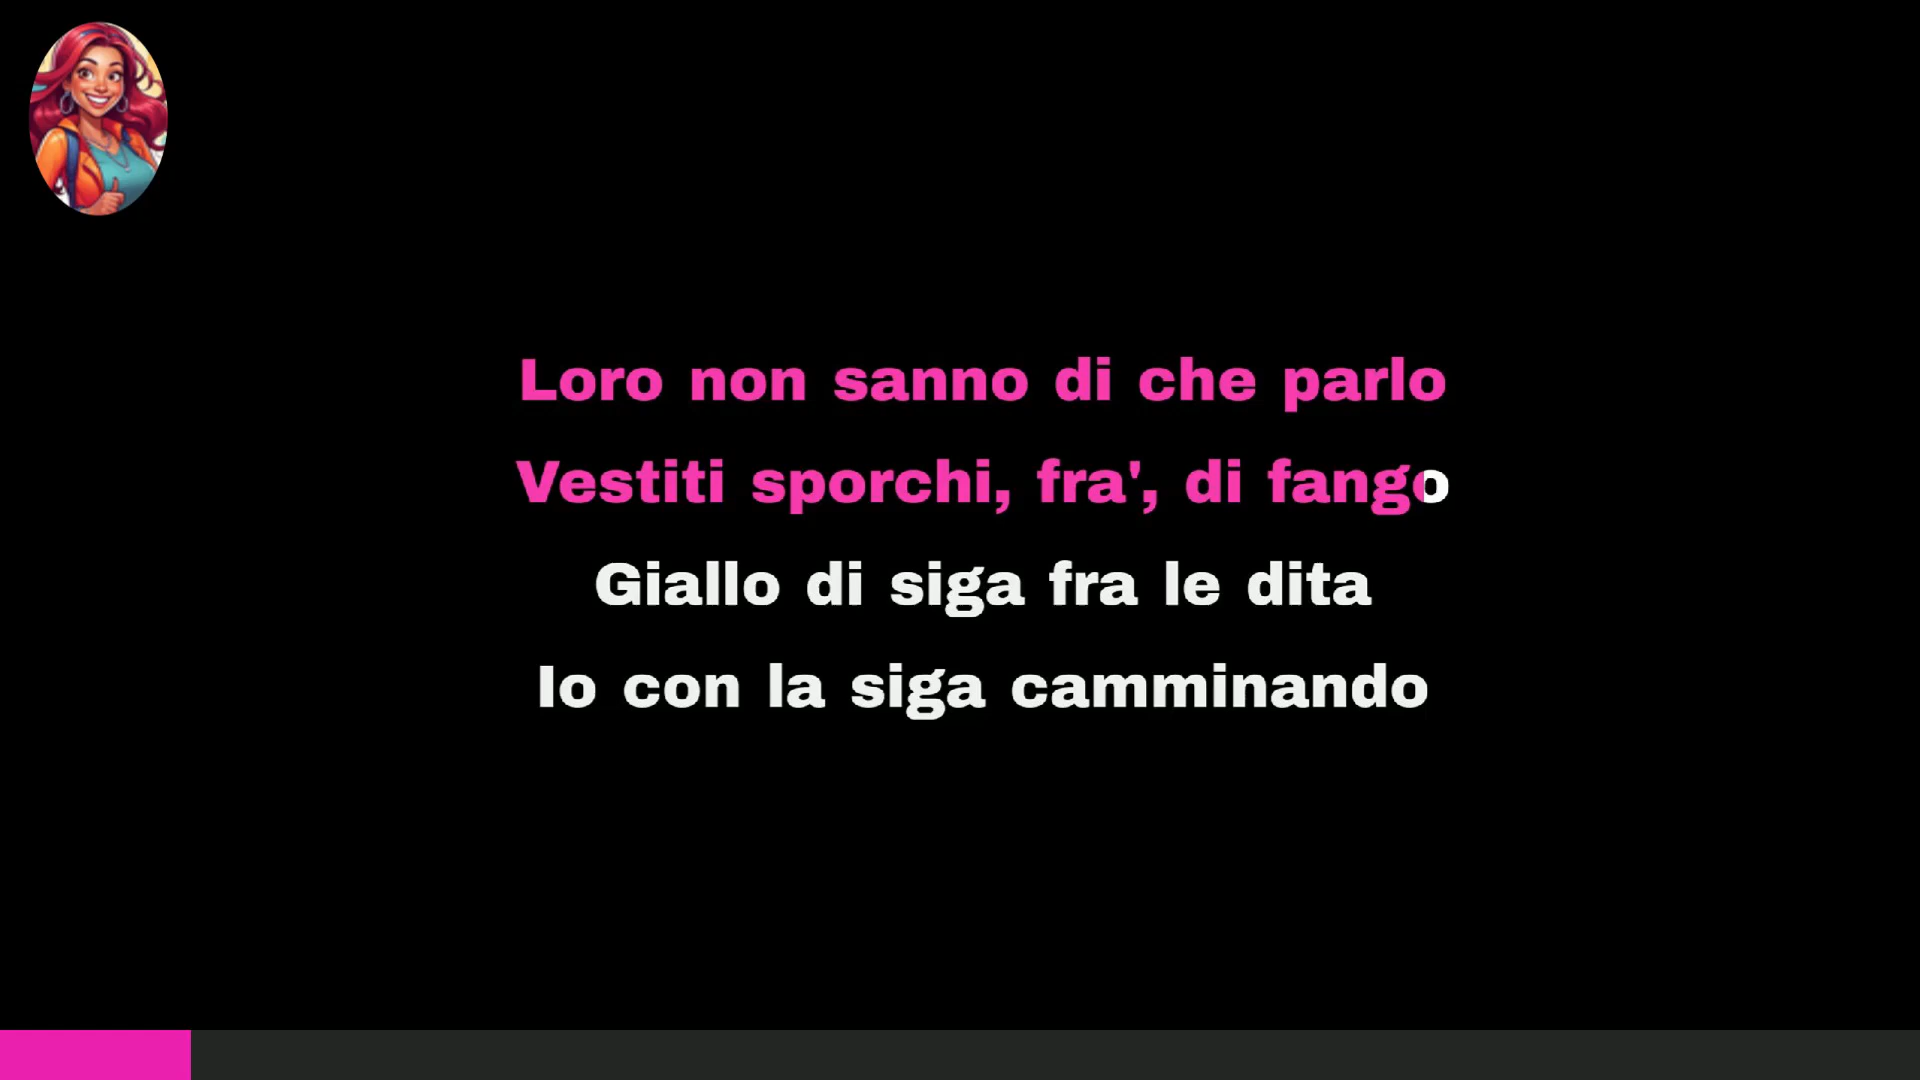 Loro non sanno di che parlo
Vestiti sporchi, fra', di fango
Giallo di siga fra le dita
Io con la siga camminando